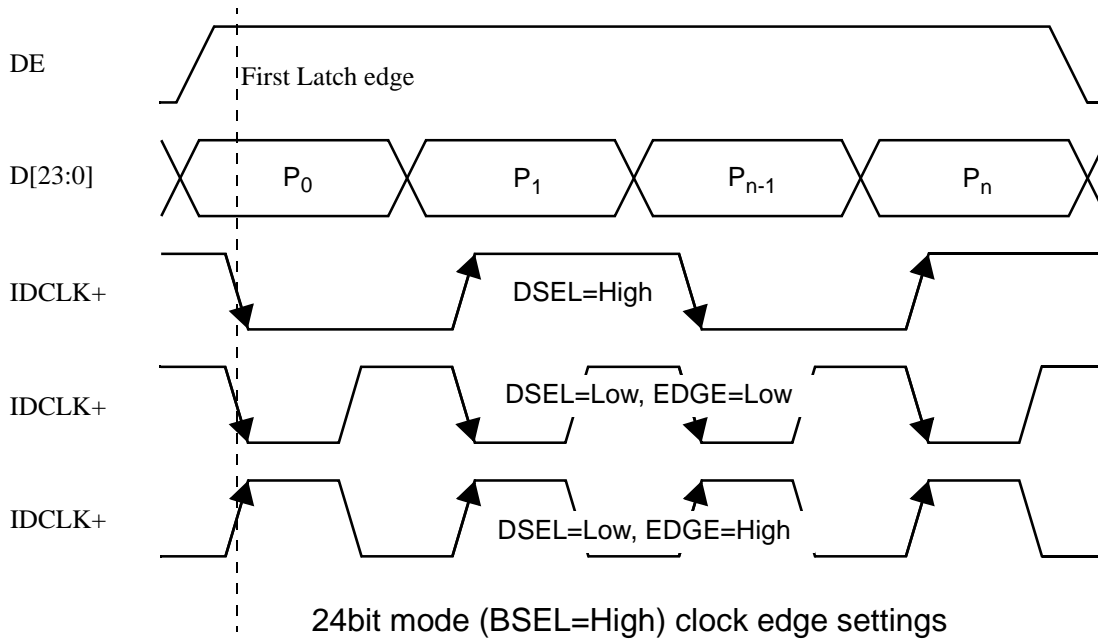 DE
First Latch edge
D[23:0]
P0
P1
Pn-1
Pn
IDCLK+
DSEL=High
IDCLK+
DSEL=Low, EDGE=Low
IDCLK+
DSEL=Low, EDGE=High
24bit mode (BSEL=High) clock edge settings